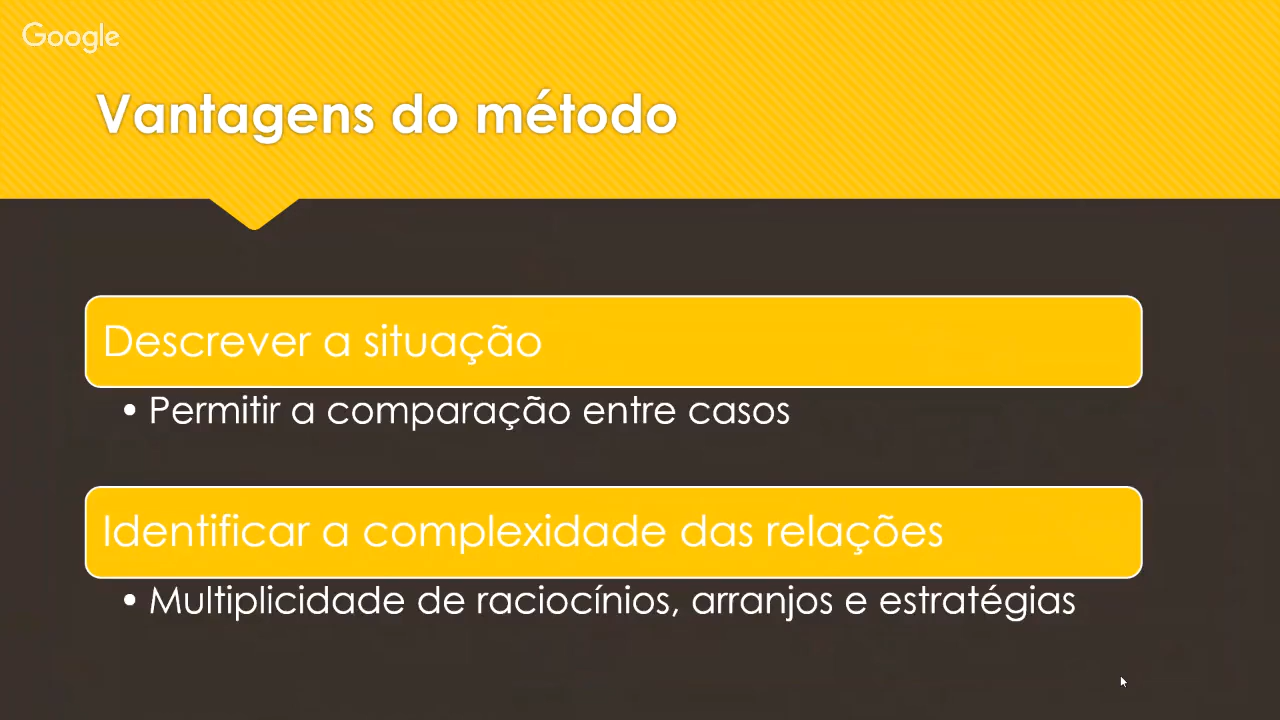 Google
Vantagens do método
Descrever a situação
• Permitir a comparação entre casos
Identificar a complexidade das relações
• Multiplicidade de raciocínios, arranjos e estratégias